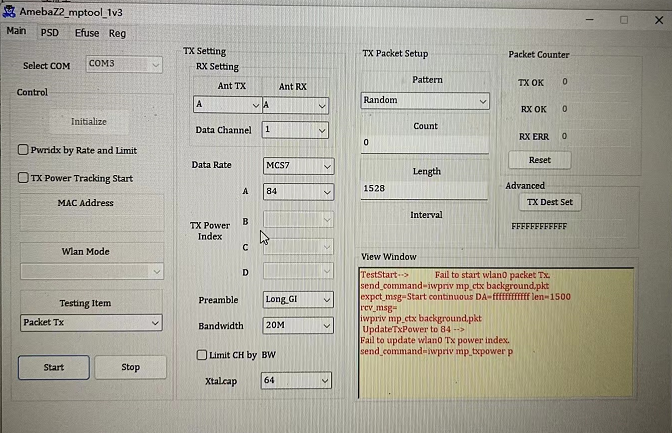 AmebaZ2_mptool_1v3
Main PSD Efuse Reg
Select COM COM3
Control
Initialize
Pwridx by Rate and Limit
TX Power Tracking Start
MAC Address
Wlan Mode
Testing Item
Packet Tx
Start Stop
TX Setting
RX Setting
Ant TX Ant RX
A A
Data Channel 1
Data Rate MCS7
A 84
TX Power Index
B
C
D
Preamble Long_GI
Bandwidth 20M
Limit CH by BW
Xtalcap 64
TX Packet Setup
Pattern
Random
Count
0
Length
1528
Interval
Packet Counter
TX OK 0
RX OK 0
RX ERR 0
Reset
Advanced
TX Dest Set
FFFFFFFFFFFF
View Window
TestStart--> Fail to start wlan0 packet Tx.
send_command=iwpriv mp_ctx background,pkt
expct_msg=Start continuous DA=ffffffffffff len=1500
rcv_msg=
iwpriv mp_ctx background,pkt
UpdateTxPower to 84 -->
Fail to update wlan0 Tx power index.
send_command=iwpriv mp_txpower p